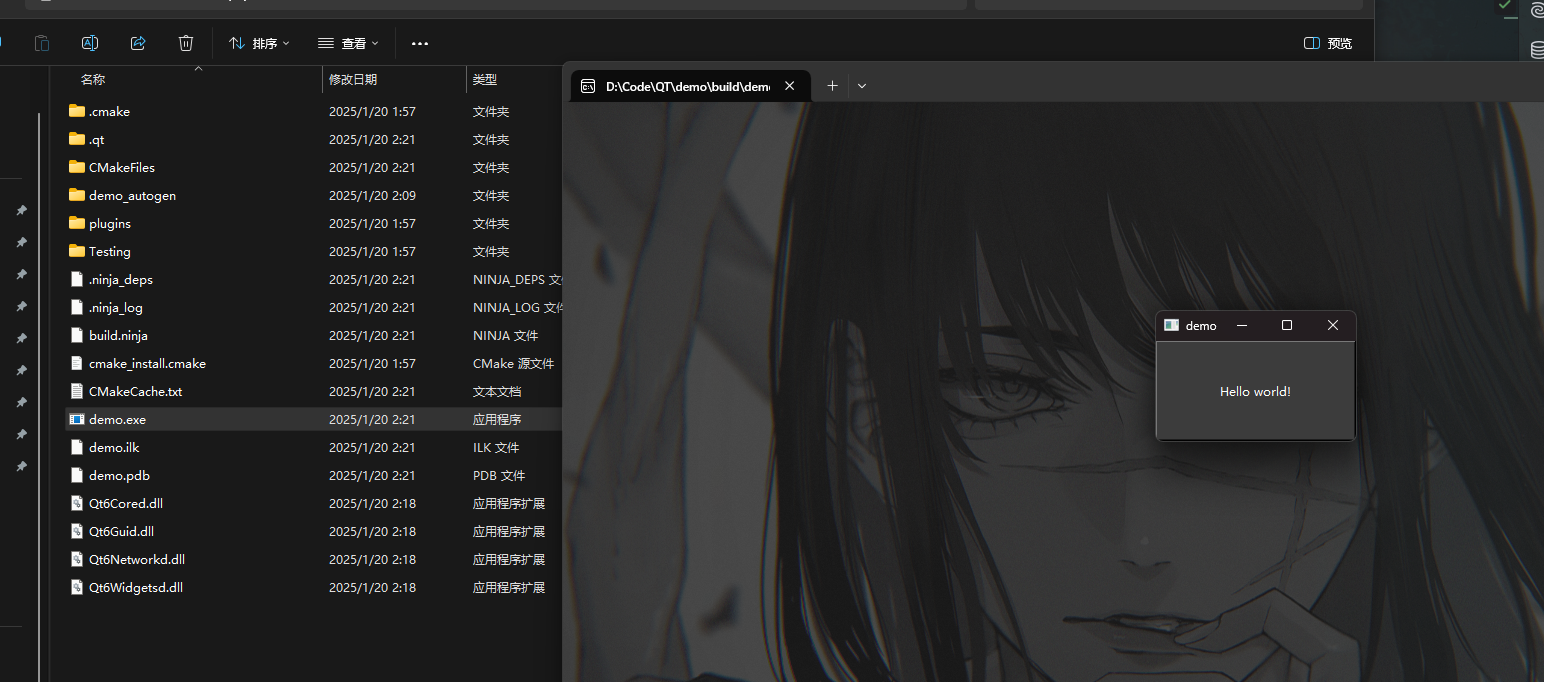 排序
查看
预览
名称 修改日期 类型
.cmake 2025/1/20 1:57 文件夹
.qt 2025/1/20 2:21 文件夹
CMakeFiles 2025/1/20 2:21 文件夹
demo_autogen 2025/1/20 2:09 文件夹
plugins 2025/1/20 1:57 文件夹
Testing 2025/1/20 1:57 文件夹
.ninja_deps 2025/1/20 2:21 NINJA_DEPS
.ninja_log 2025/1/20 2:21 NINJA_LOG
build.ninja 2025/1/20 2:21 NINJA 文件
cmake_install.cmake 2025/1/20 1:57 CMake 源文件
CMakeCache.txt 2025/1/20 2:21 文本文档
demo.exe 2025/1/20 2:21 应用程序
demo.ilk 2025/1/20 2:21 ILK 文件
demo.pdb 2025/1/20 2:21 PDB 文件
Qt6Cored.dll 2025/1/20 2:18 应用程序扩展
Qt6Guid.dll 2025/1/20 2:18 应用程序扩展
Qt6Networkd.dll 2025/1/20 2:18 应用程序扩展
Qt6Widgetsd.dll 2025/1/20 2:18 应用程序扩展
D:\Code\QT\demo\build\dem
demo
Hello world!